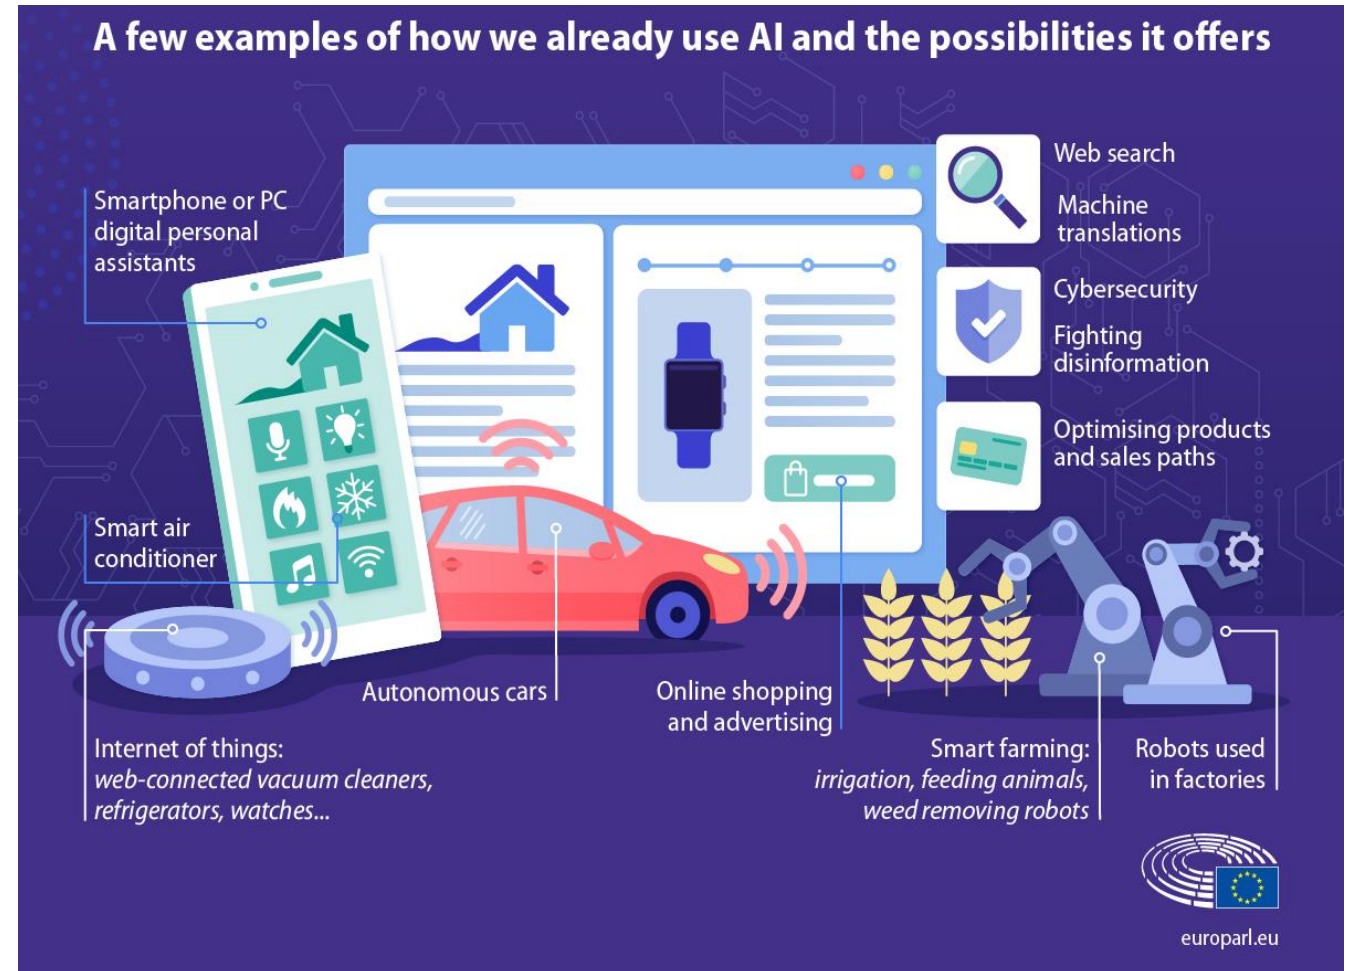 A few examples of how we already use AI and the possibilities it offers
Smartphone or PC
digital personal
assistants
Web search
Machine
translations
Cybersecurity
Fighting
disinformation
Optimising products
and sales paths
Smart air
conditioner
Autonomous cars
Online shopping
and advertising
Internet of things:
web-connected vacuum cleaners,
refrigerators, watches...
Smart farming:
irrigation, feeding animals,
weed removing robots
Robots used
in factories
europarl.eu